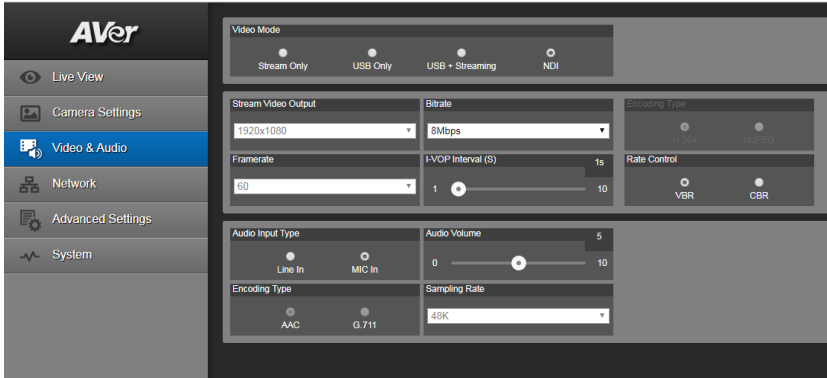 AVer
Live View
Camera Settings
Video & Audio
Network
Advanced Settings
System
Video Mode
Stream Only USB Only USB + Streaming NDI
Stream Video Output Bitrate Encoding Type
1920x1080 8Mbps H.264 MJPEG
Framerate I-VOP Interval (S) 1s Rate Control
60 1 10 VBR CBR
Audio Input Type Audio Volume 5
Line In MIC In 0 10
Encoding Type Sampling Rate
AAC G.711 48K